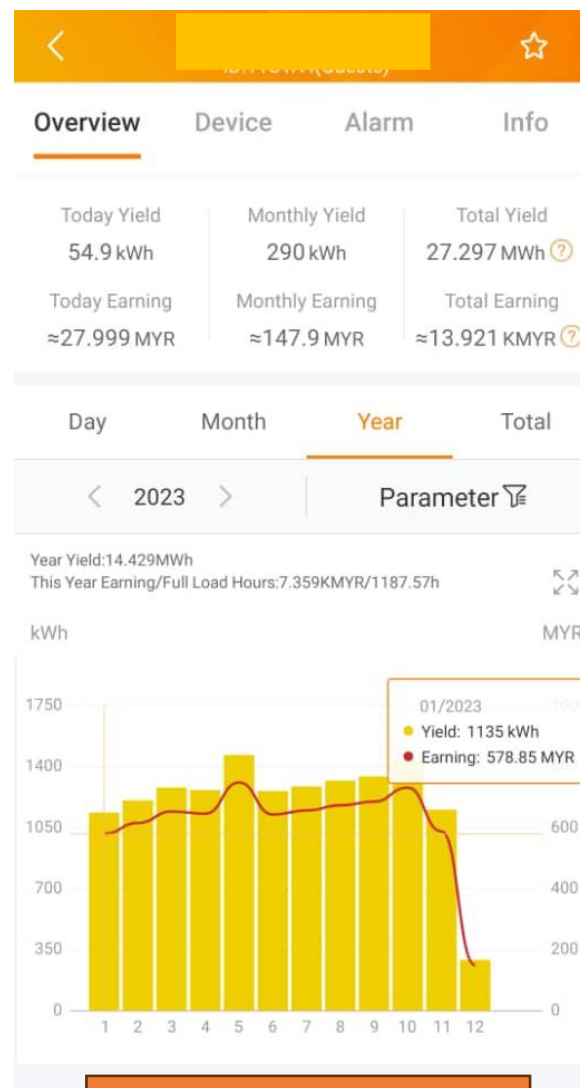 Overview Device Alarm Info
Today Yield Monthly Yield Total Yield
54.9 kWh 290 kWh 27.297 MWh ?
Today Earning Monthly Earning Total Earning
≈27.999 MYR ≈147.9 MYR ≈13.921 KMYR ?
Day Month Year Total
< 2023 > Parameter
Year Yield:14.429MWh
This Year Earning/Full Load Hours:7.359KMYR/1187.57h
kWh MYR
1750
01/2023
Yield: 1135 kWh
1400
Earning: 578.85 MYR
1050 600
700 400
350 200
0 0
1 2 3 4 5 6 7 8 9 10 11 12